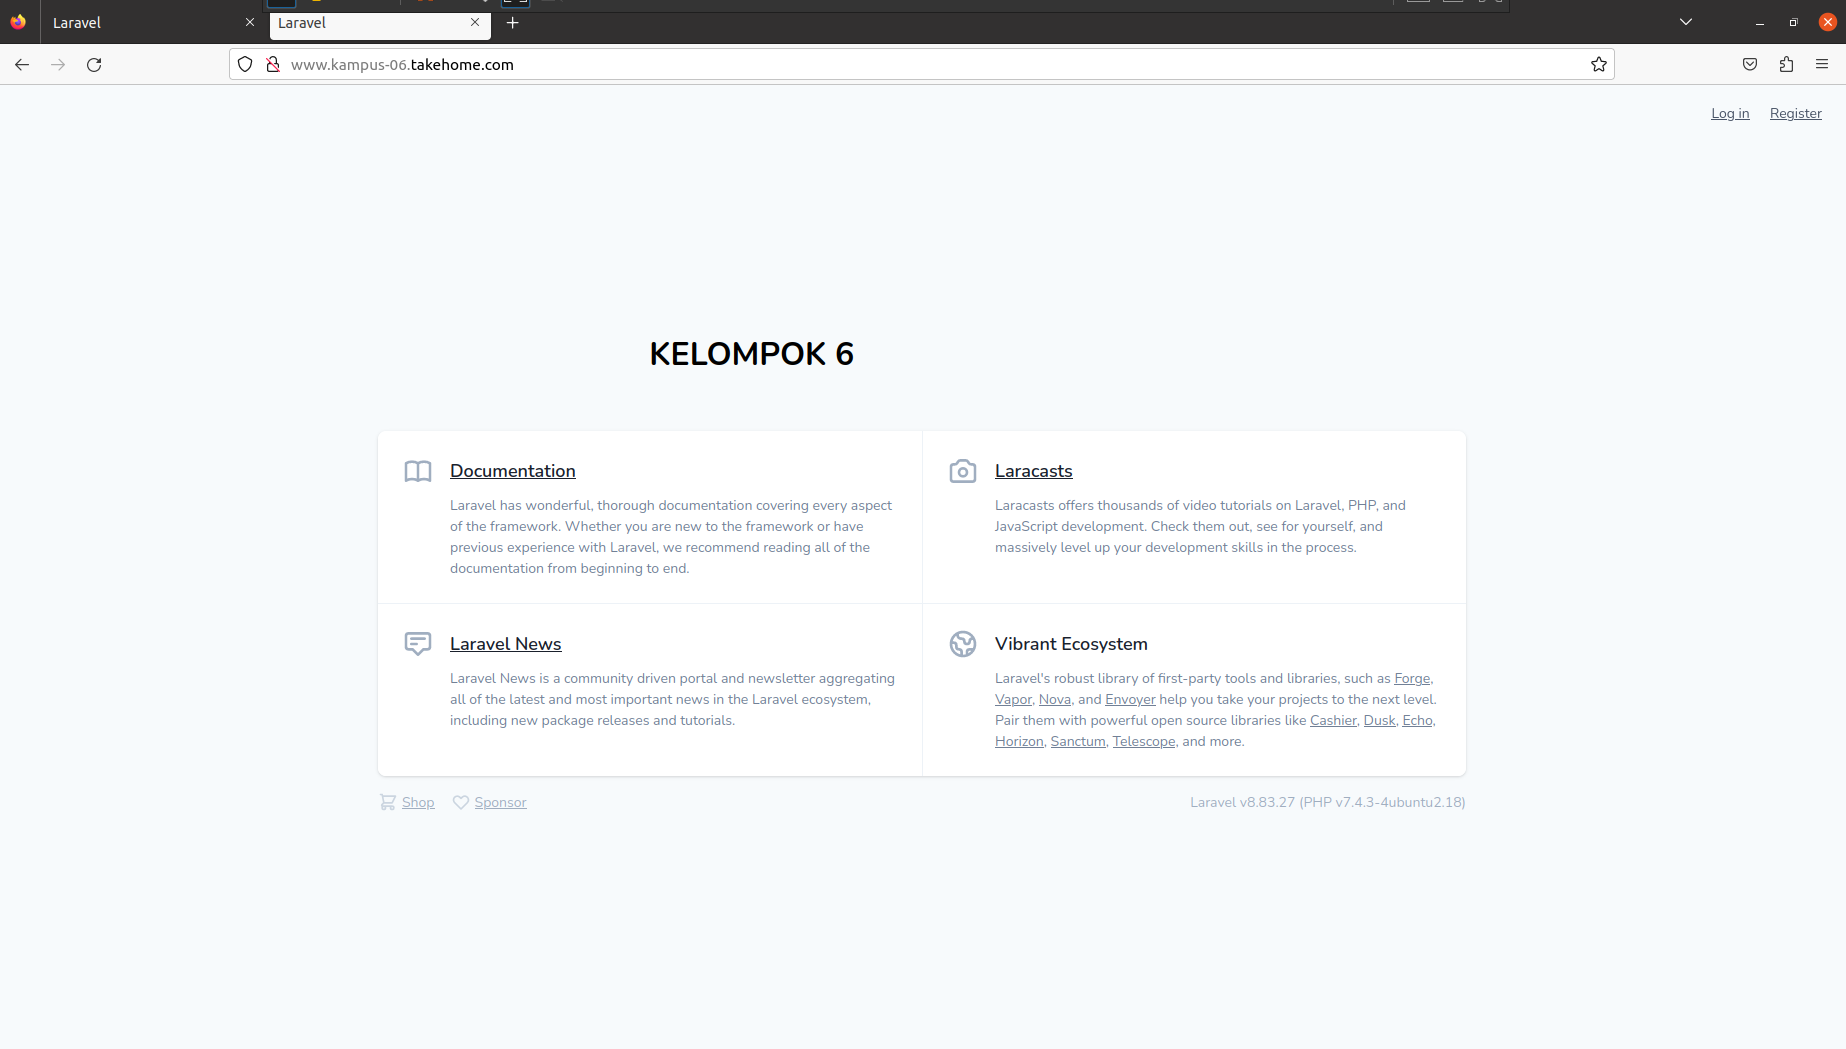 Laravel
Laravel
www.kampus-06.takehome.com
Log in Register
KELOMPOK 6
Documentation
Laravel has wonderful, thorough documentation covering every aspect
of the framework. Whether you are new to the framework or have
previous experience with Laravel, we recommend reading all of the
documentation from beginning to end.
Laracasts
Laracasts offers thousands of video tutorials on Laravel, PHP, and
JavaScript development. Check them out, see for yourself, and
massively level up your development skills in the process.
Laravel News
Laravel News is a community driven portal and newsletter aggregating
all of the latest and most important news in the Laravel ecosystem,
including new package releases and tutorials.
Vibrant Ecosystem
Laravel's robust library of first-party tools and libraries, such as Forge,
Vapor, Nova, and Envoyer help you take your projects to the next level.
Pair them with powerful open source libraries like Cashier, Dusk, Echo,
Horizon, Sanctum, Telescope, and more.
Shop Sponsor
Laravel v8.83.27 (PHP v7.4.3-4ubuntu2.18)